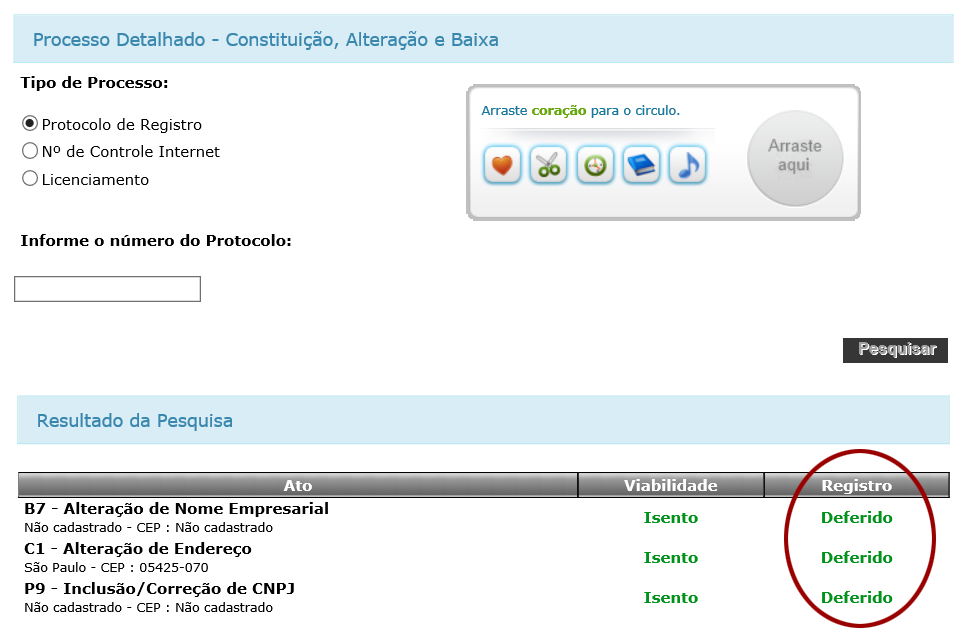 Processo Detalhado - Constituição, Alteração e Baixa
Tipo de Processo:
Protocolo de Registro
Nº de Controle Internet
Licenciamento
Arraste coração para o circulo.
Arraste
aqui
Informe o número do Protocolo:
Pesquisar
Resultado da Pesquisa
Ato Viabilidade Registro
B7 - Alteração de Nome Empresarial
Não cadastrado - CEP : Não cadastrado
Isento Deferido
C1 - Alteração de Endereço
São Paulo - CEP : 05425-070
Isento Deferido
P9 - Inclusão/Correção de CNPJ
Não cadastrado - CEP : Não cadastrado
Isento Deferido